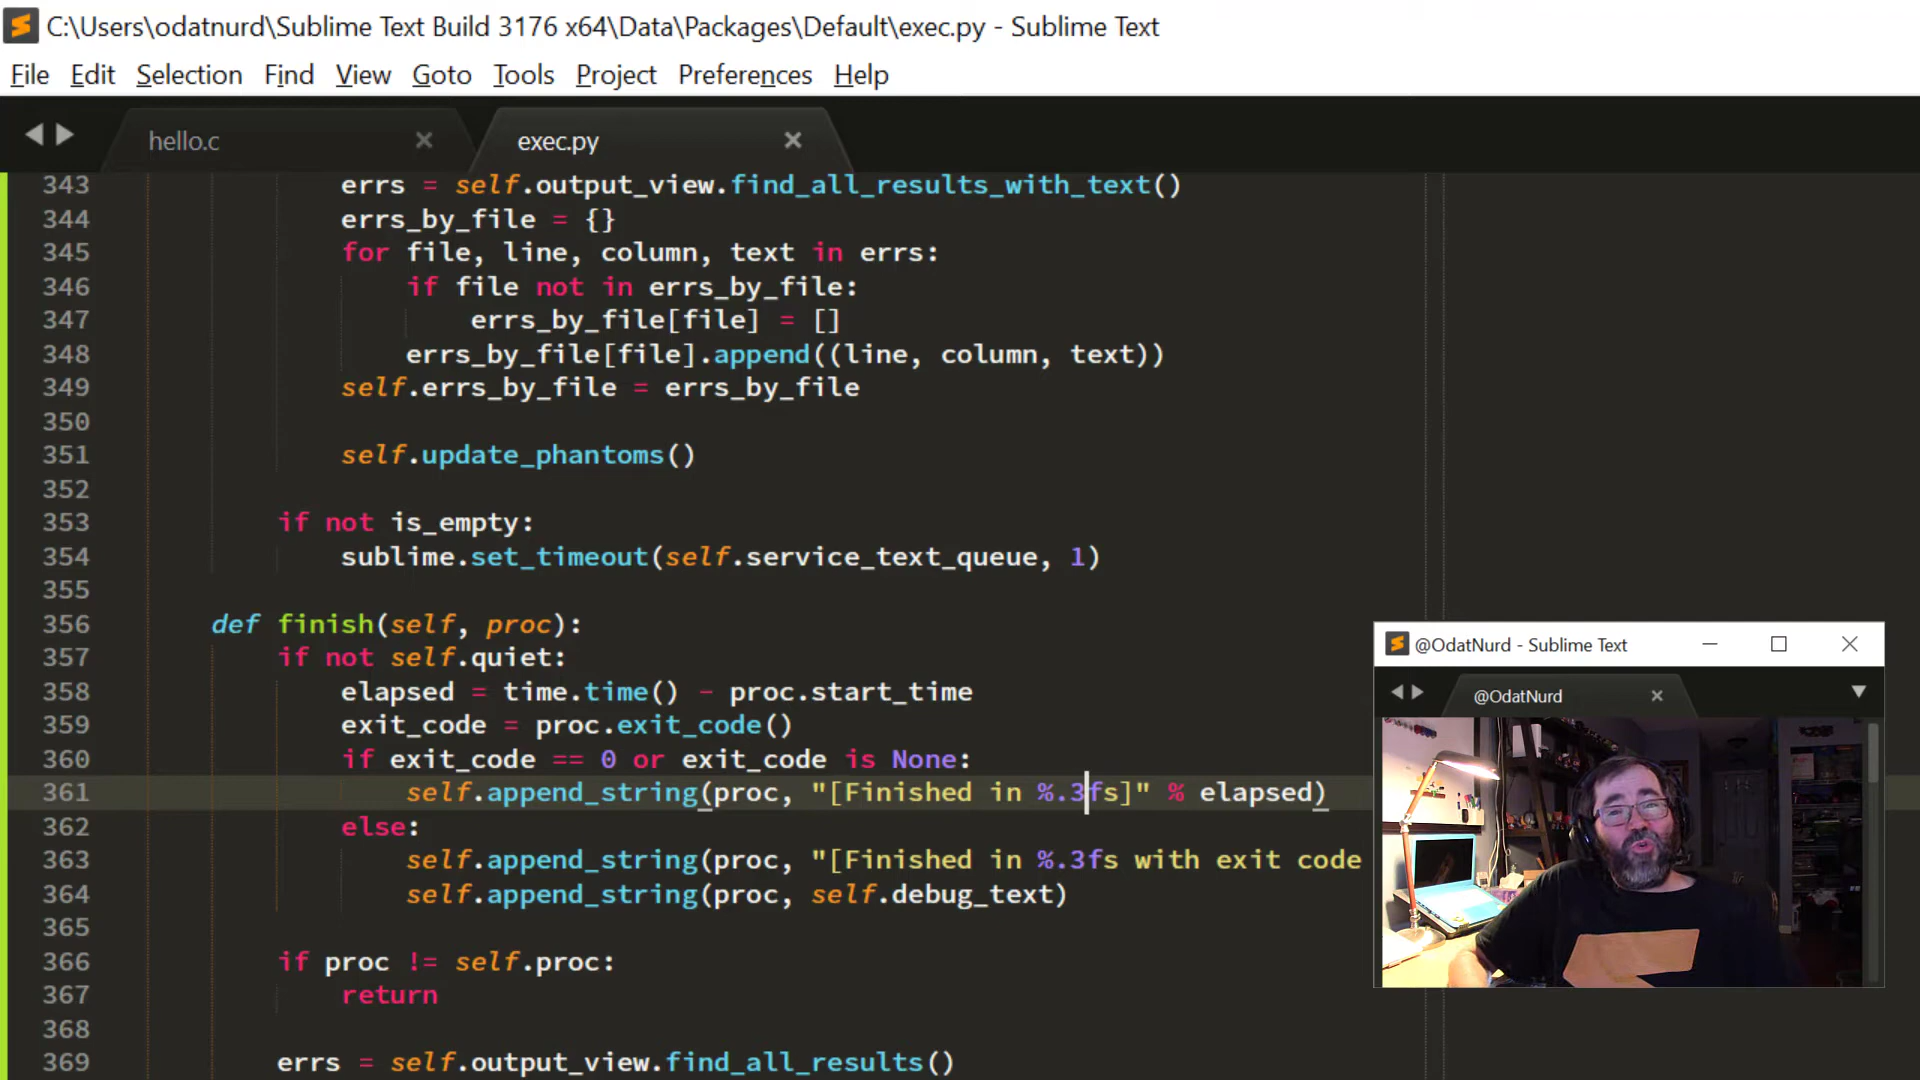 C:\Users\odatnurd\Sublime Text Build 3176 x64\Data\Packages\Default\exec.py - Sublime Text
File Edit Selection Find View Goto Tools Project Preferences Help
hello.c exec.py
343 errs = self.output_view.find_all_results_with_text()
344 errs_by_file = {}
345 for file, line, column, text in errs:
346 if file not in errs_by_file:
347 errs_by_file[file] = []
348 errs_by_file[file].append((line, column, text))
349 self.errs_by_file = errs_by_file
350
351 self.update_phantoms()
352
353 if not is_empty:
354 sublime.set_timeout(self.service_text_queue, 1)
355
356 def finish(self, proc):
357 if not self.quiet:
358 elapsed = time.time() - proc.start_time
359 exit_code = proc.exit_code()
360 if exit_code == 0 or exit_code is None:
361 self.append_string(proc, "[Finished in %.3fs]" % elapsed)
362 else:
363 self.append_string(proc, "[Finished in %.3fs with exit code
364 self.append_string(proc, self.debug_text)
365
366 if proc != self.proc:
367 return
368
369 errs = self.output_view.find_all_results()
@OdatNurd - Sublime Text
@OdatNurd